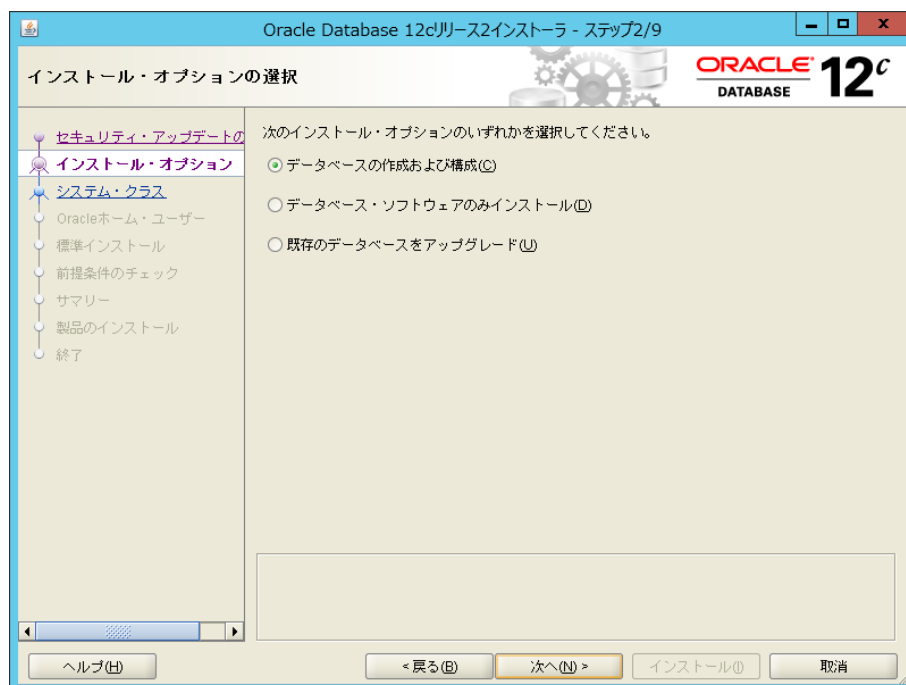 Oracle Database 12cリリース2インストーラ - ステップ2/9
インストール・オプションの選択
ORACLE
DATABASE
12c
セキュリティ・アップデートの
インストール・オプション
システム・クラス
Oracleホーム・ユーザー
標準インストール
前提条件のチェック
サマリー
製品のインストール
終了
次のインストール・オプションのいずれかを選択してください。
データベースの作成および構成(C)
データベース・ソフトウェアのみインストール(D)
既存のデータベースをアップグレード(U)
ヘルプ(H)
<戻る(B)
次へ(N)>
インストール(I)
取消